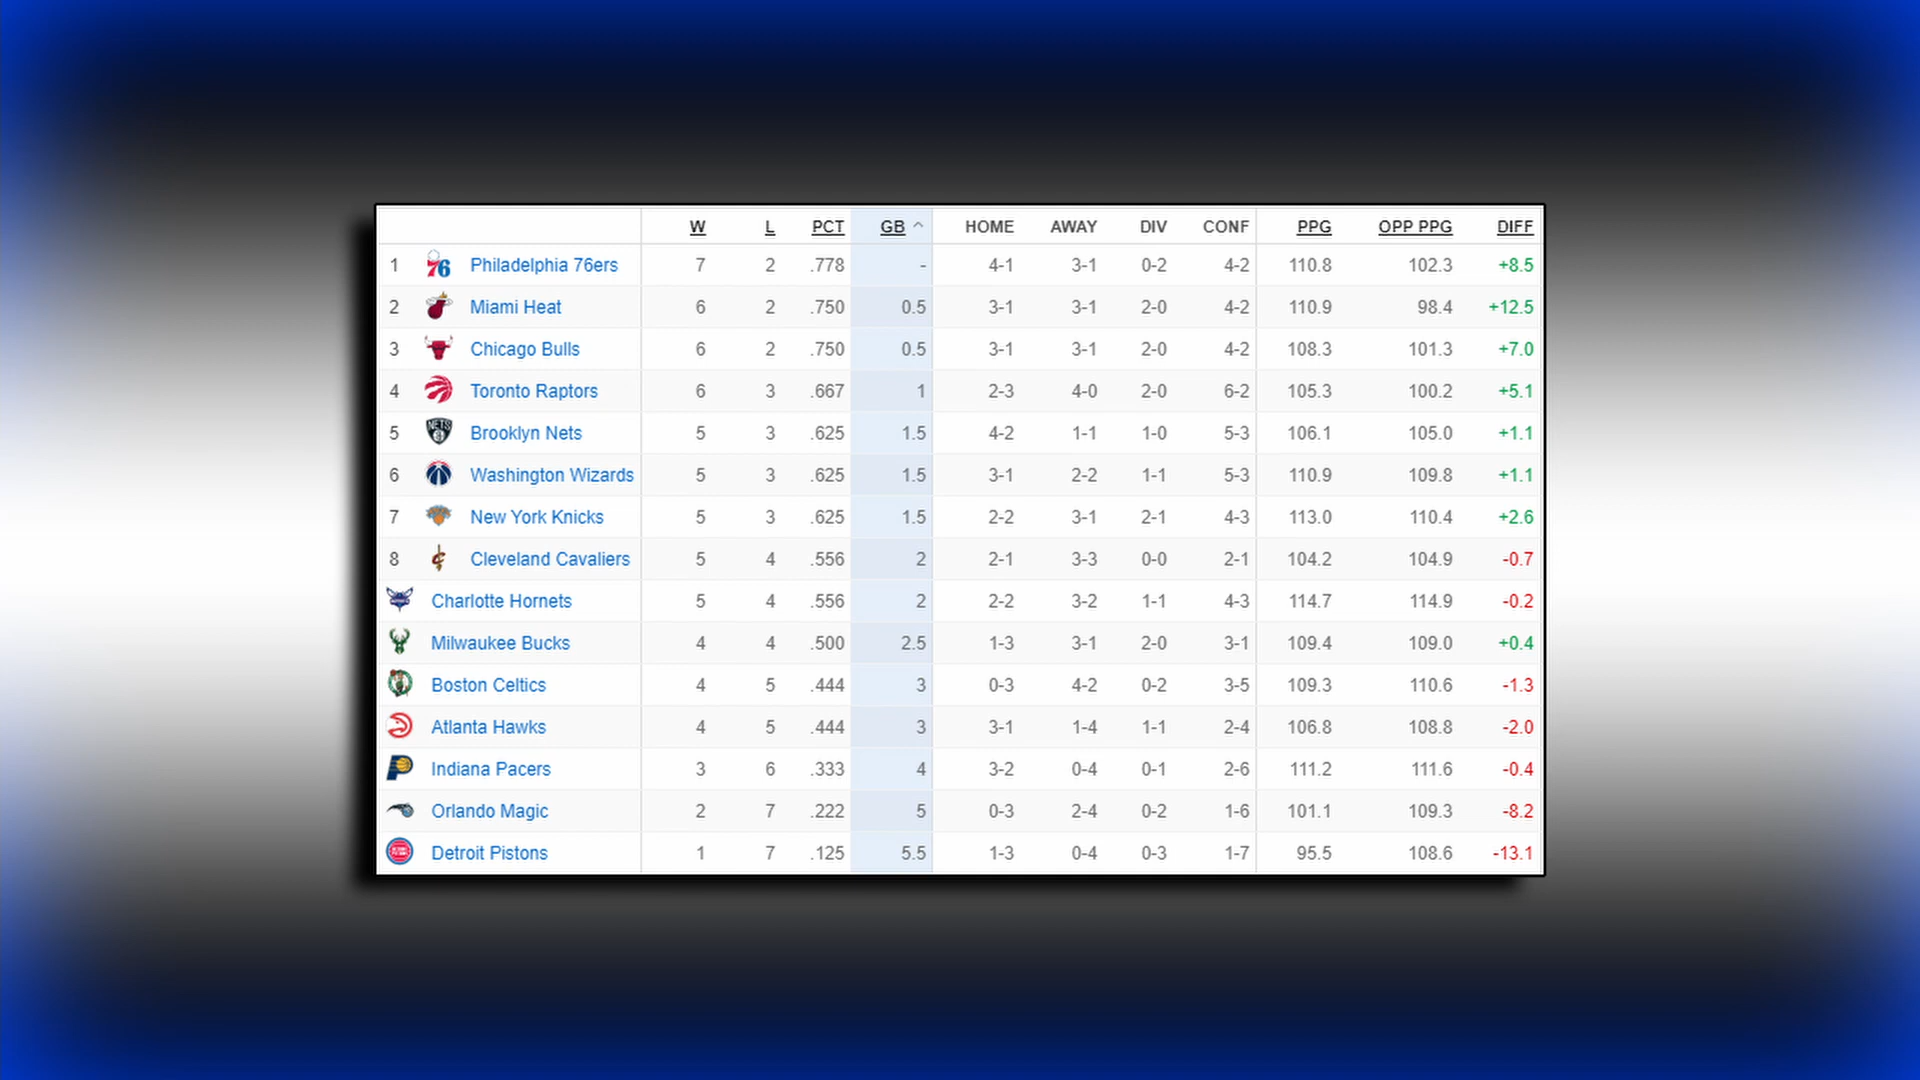 W L PCT GB ^ HOME AWAY DIV CONF PPG OPP PPG DIFF
1 76 Philadelphia 76ers 7 2 .778 - 4-1 3-1 0-2 4-2 110.8 102.3 +8.5
2 Miami Heat 6 2 .750 0.5 3-1 3-1 2-0 4-2 110.9 98.4 +12.5
3 Chicago Bulls 6 2 .750 0.5 3-1 3-1 2-0 4-2 108.3 101.3 +7.0
4 Toronto Raptors 6 3 .667 1 2-3 4-0 2-0 6-2 105.3 100.2 +5.1
5 NETS Brooklyn Nets 5 3 .625 1.5 4-2 1-1 1-0 5-3 106.1 105.0 +1.1
6 Washington Wizards 5 3 .625 1.5 3-1 2-2 1-1 5-3 110.9 109.8 +1.1
7 New York Knicks 5 3 .625 1.5 2-2 3-1 2-1 4-3 113.0 110.4 +2.6
8 Cleveland Cavaliers 5 4 .556 2 2-1 3-3 0-0 2-1 104.2 104.9 -0.7
Charlotte Hornets 5 4 .556 2 2-2 3-2 1-1 4-3 114.7 114.9 -0.2
Milwaukee Bucks 4 4 .500 2.5 1-3 3-1 2-0 3-1 109.4 109.0 +0.4
Boston Celtics 4 5 .444 3 0-3 4-2 0-2 3-5 109.3 110.6 -1.3
Atlanta Hawks 4 5 .444 3 3-1 1-4 1-1 2-4 106.8 108.8 -2.0
Indiana Pacers 3 6 .333 4 3-2 0-4 0-1 2-6 111.2 111.6 -0.4
Orlando Magic 2 7 .222 5 0-3 2-4 0-2 1-6 101.1 109.3 -8.2
Detroit Pistons 1 7 .125 5.5 1-3 0-4 0-3 1-7 95.5 108.6 -13.1